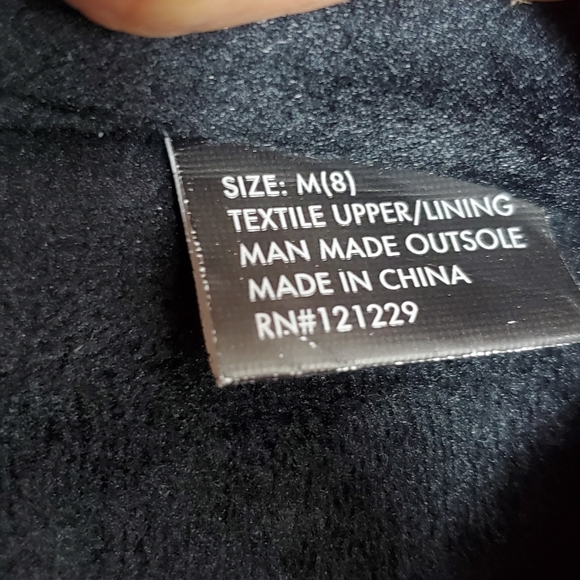 SIZE: M(8)
TEXTILE UPPER/LINING
MAN MADE OUTSOLE
MADE IN CHINA
RN#121229